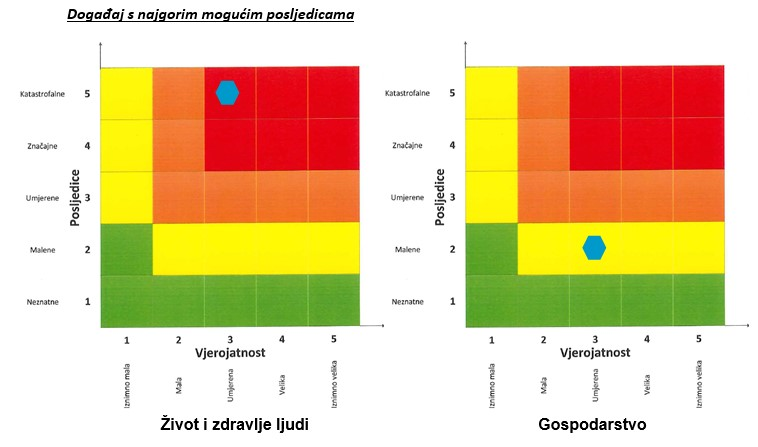 Događaj s najgorim mogućim posljedicama
Posljedice
Katastrofalne 5
Značajne 4
Umjerene 3
Malene 2
Neznatne 1
1 2 3 4 5
Vjerojatnost
Iznimno mala
Mala
Umjerena
Velika
Iznimno velika
Život i zdravlje ljudi
Posljedice
Katastrofalne 5
Značajne 4
Umjerene 3
Malene 2
Neznatne 1
1 2 3 4 5
Vjerojatnost
Iznimno mala
Mala
Umjerena
Velika
Iznimno velika
Gospodarstvo